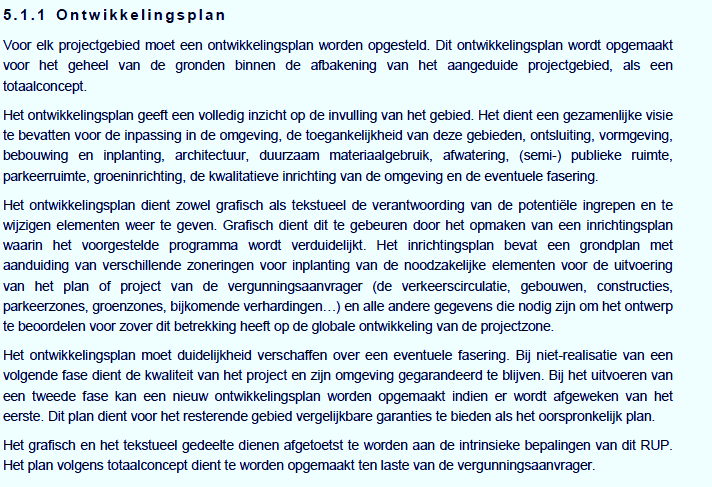 5.1.1 Ontwikkelingsplan
Voor elk projectgebied moet een ontwikkelingsplan worden opgesteld. Dit ontwikkelingsplan wordt opgemaakt
voor het geheel van de gronden binnen de afbakening van het aangeduide projectgebied, als een
totaalconcept.
Het ontwikkelingsplan geeft een volledig inzicht op de invulling van het gebied. Het dient een gezamenlijke visie
te bevatten voor de inpassing in de omgeving, de toegankelijkheid van deze gebieden, ontsluiting, vormgeving,
bebouwing en inplanting, architectuur, duurzaam materiaalgebruik, afwatering, (semi-) publieke ruimte,
parkeerruimte, groeninrichting, de kwalitatieve inrichting van de omgeving en de eventuele fasering.
Het ontwikkelingsplan dient zowel grafisch als tekstueel de verantwoording van de potentiële ingrepen en te
wijzigen elementen weer te geven. Grafisch dient dit te gebeuren door het opmaken van een inrichtingsplan
waarin het voorgestelde programma wordt verduidelijkt. Het inrichtingsplan bevat een grondplan met
aanduiding van verschillende zoneringen voor inplanting van de noodzakelijke elementen voor de uitvoering
van het plan of project van de vergunningsaanvrager (de verkeerscirculatie, gebouwen, constructies,
parkeerzones, groenzones, bijkomende verhardingen…) en alle andere gegevens die nodig zijn om het ontwerp
te beoordelen voor zover dit betrekking heeft op de globale ontwikkeling van de projectzone.
Het ontwikkelingsplan moet duidelijkheid verschaffen over een eventuele fasering. Bij niet-realisatie van een
volgende fase dient de kwaliteit van het project en zijn omgeving gegarandeerd te blijven. Bij het uitvoeren van
een tweede fase kan een nieuw ontwikkelingsplan worden opgemaakt indien er wordt afgeweken van het
eerste. Dit plan dient voor het resterende gebied vergelijkbare garanties te bieden als het oorspronkelijk plan.
Het grafisch en het tekstueel gedeelte dienen afgetoetst te worden aan de intrinsieke bepalingen van dit RUP.
Het plan volgens totaalconcept dient te worden opgemaakt ten laste van de vergunningsaanvrager.